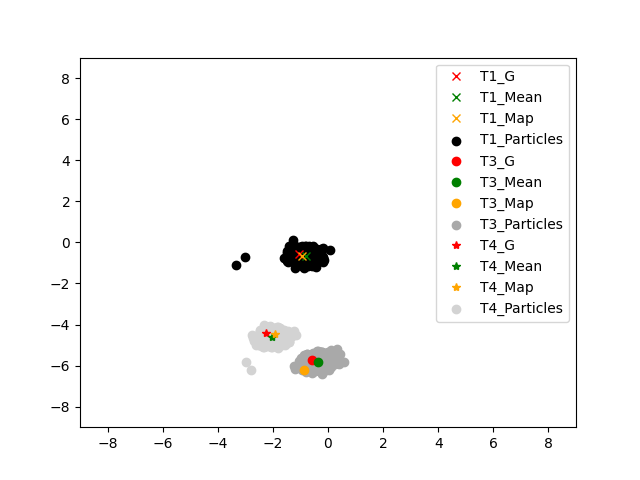 8
6
4
2
0
−2
−4
−6
−8
−8
−6
−4
−2
0
2
4
6
8
T1_G
T1_Mean
T1_Map
T1_Particles
T3_G
T3_Mean
T3_Map
T3_Particles
T4_G
T4_Mean
T4_Map
T4_Particles